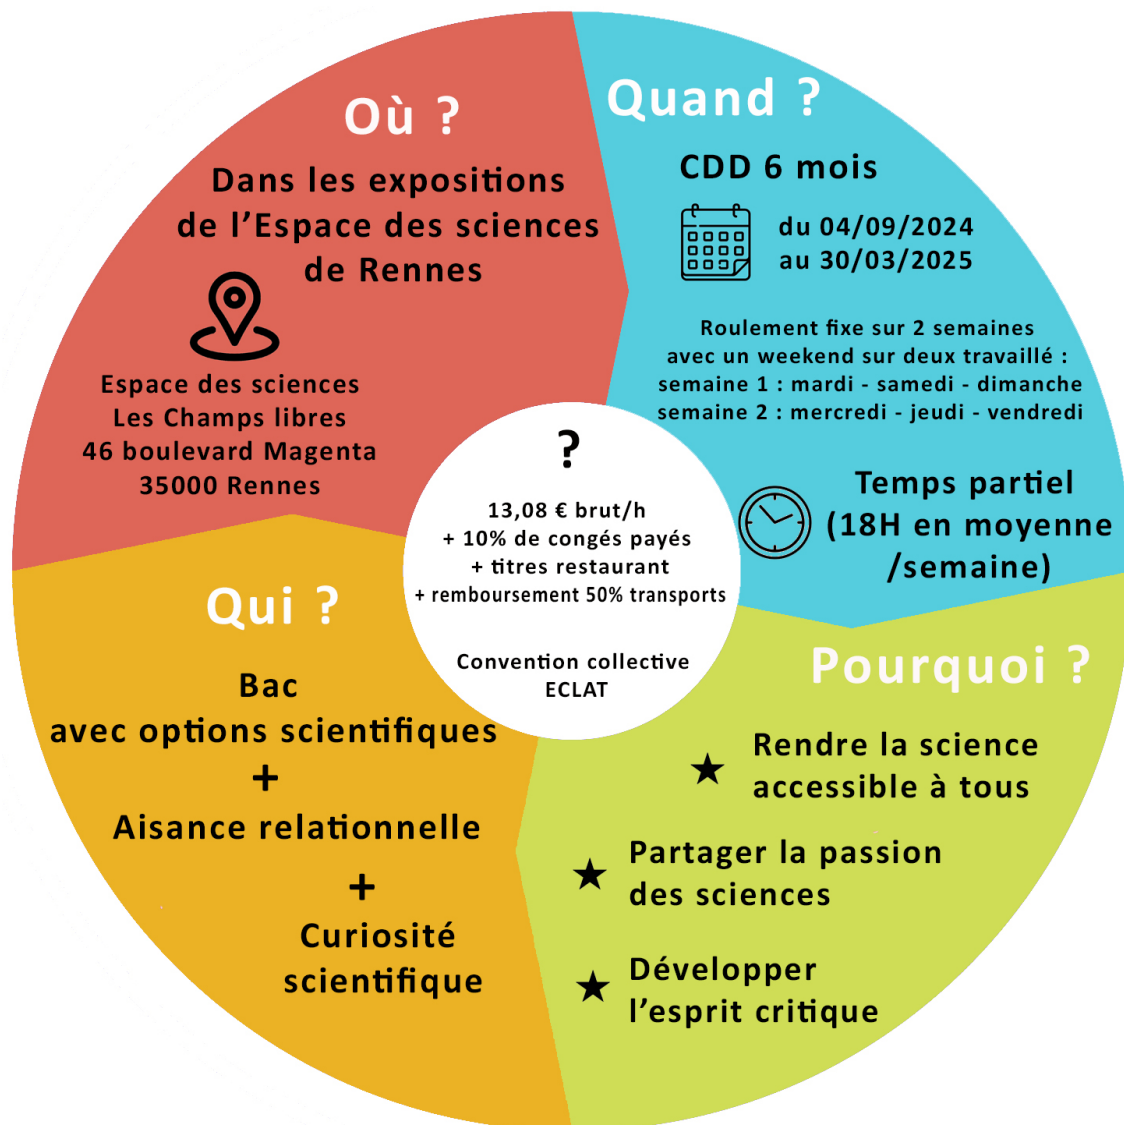 Où ?
Dans les expositions
de l’Espace des sciences
de Rennes
Espace des sciences
Les Champs libres
46 boulevard Magenta
35000 Rennes
Quand ?
CDD 6 mois
du 04/09/2024
au 30/03/2025
Roulement fixe sur 2 semaines
avec un weekend sur deux travaillé :
semaine 1 : mardi - samedi - dimanche
semaine 2 : mercredi - jeudi - vendredi
Temps partiel
(18H en moyenne
/semaine)
?
13,08 € brut/h
+ 10% de congés payés
+ titres restaurant
+ remboursement 50% transports
Convention collective
ECLAT
Qui ?
Bac
avec options scientifiques
+
Aisance relationnelle
+
Curiosité
scientifique
Pourquoi ?
★ Rendre la science
accessible à tous
★ Partager la passion
des sciences
★ Développer
l’esprit critique